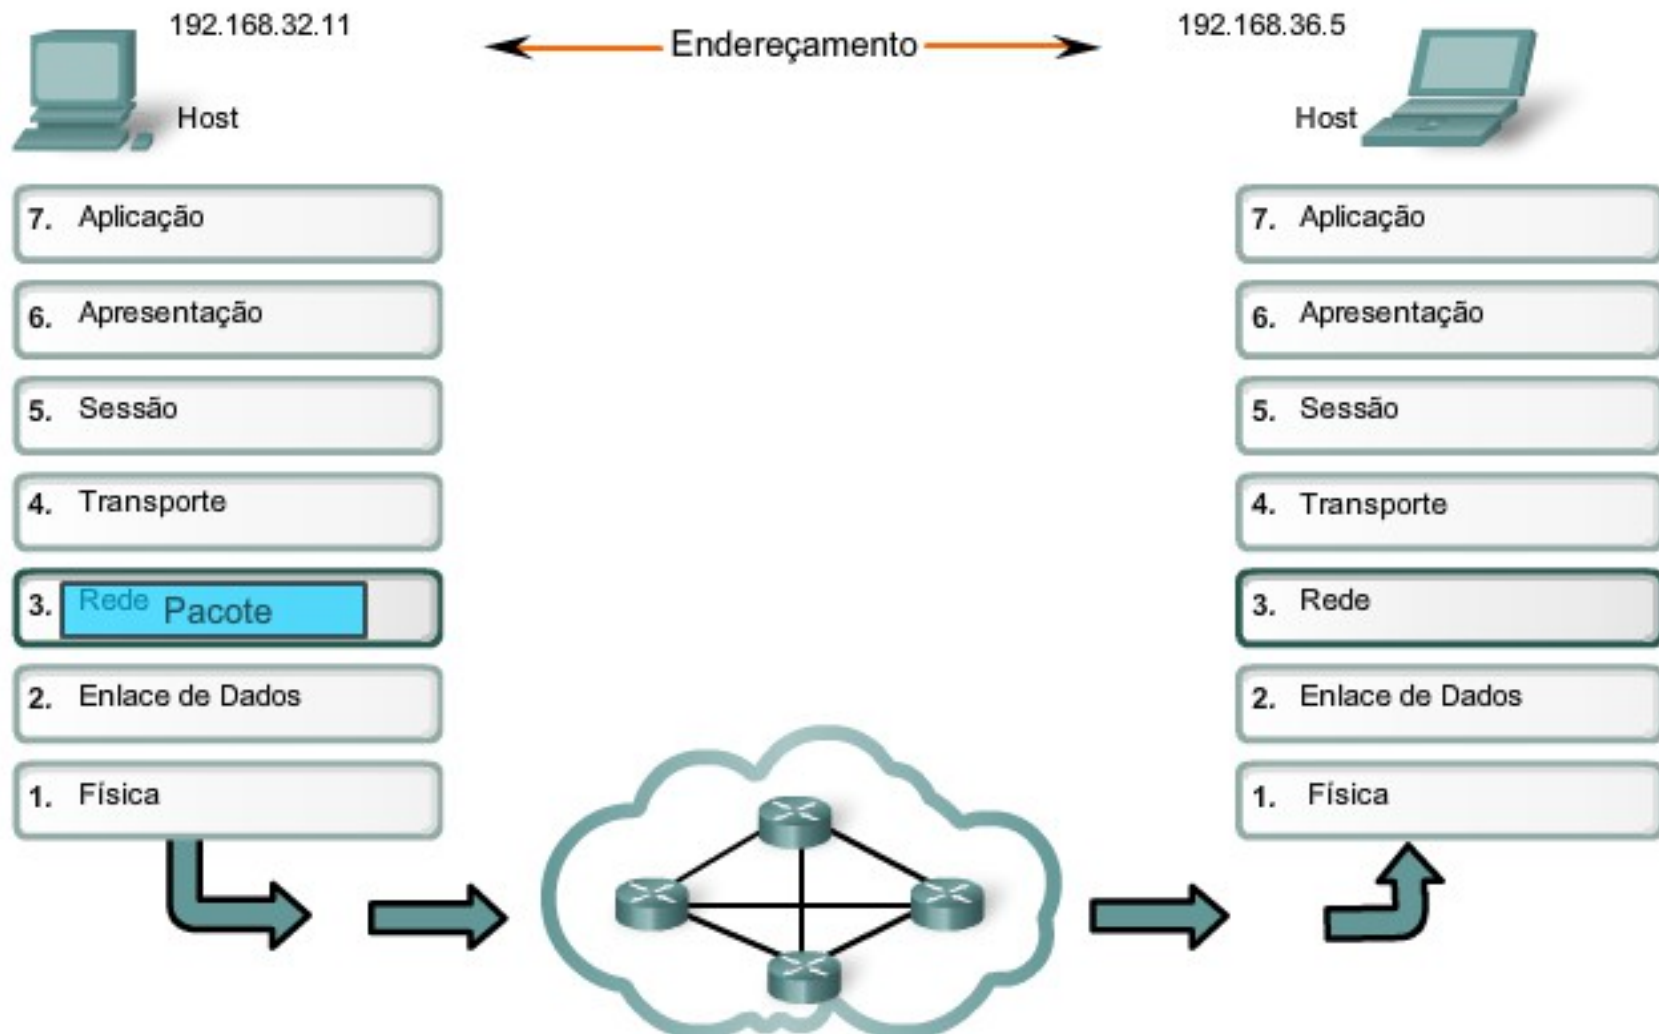 192.168.32.11
Endereçamento
192.168.36.5
Host
Host
7. Aplicação
6. Apresentação
5. Sessão
4. Transporte
3. Rede Pacote
2. Enlace de Dados
1. Física
7. Aplicação
6. Apresentação
5. Sessão
4. Transporte
3. Rede
2. Enlace de Dados
1. Física